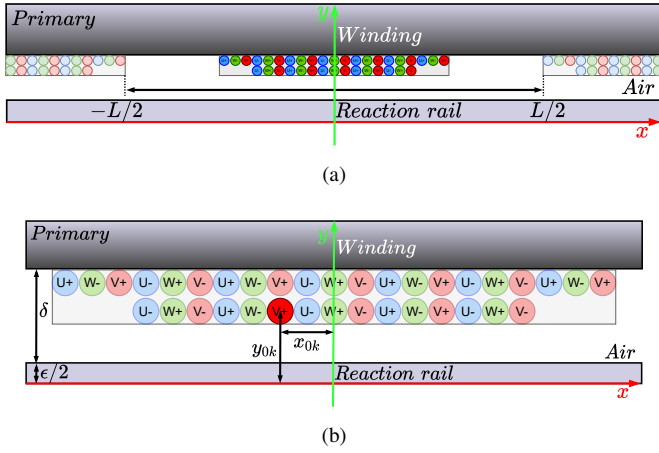 Primary
y
Winding
Air
−L/2
Reaction rail
L/2
x
(a)
Primary
y
Winding
U+ W- V+ U- W+ V- U+ W- V+ U- W+ V- U+ W- V+ U- W+ V- U+ W- V+
δ
U- W+ V- U+ W- V+ U- W+ V- U+ W- V+ U- W+ V-
x0k
y0k
Air
ϵ/2
Reaction rail
x
(b)